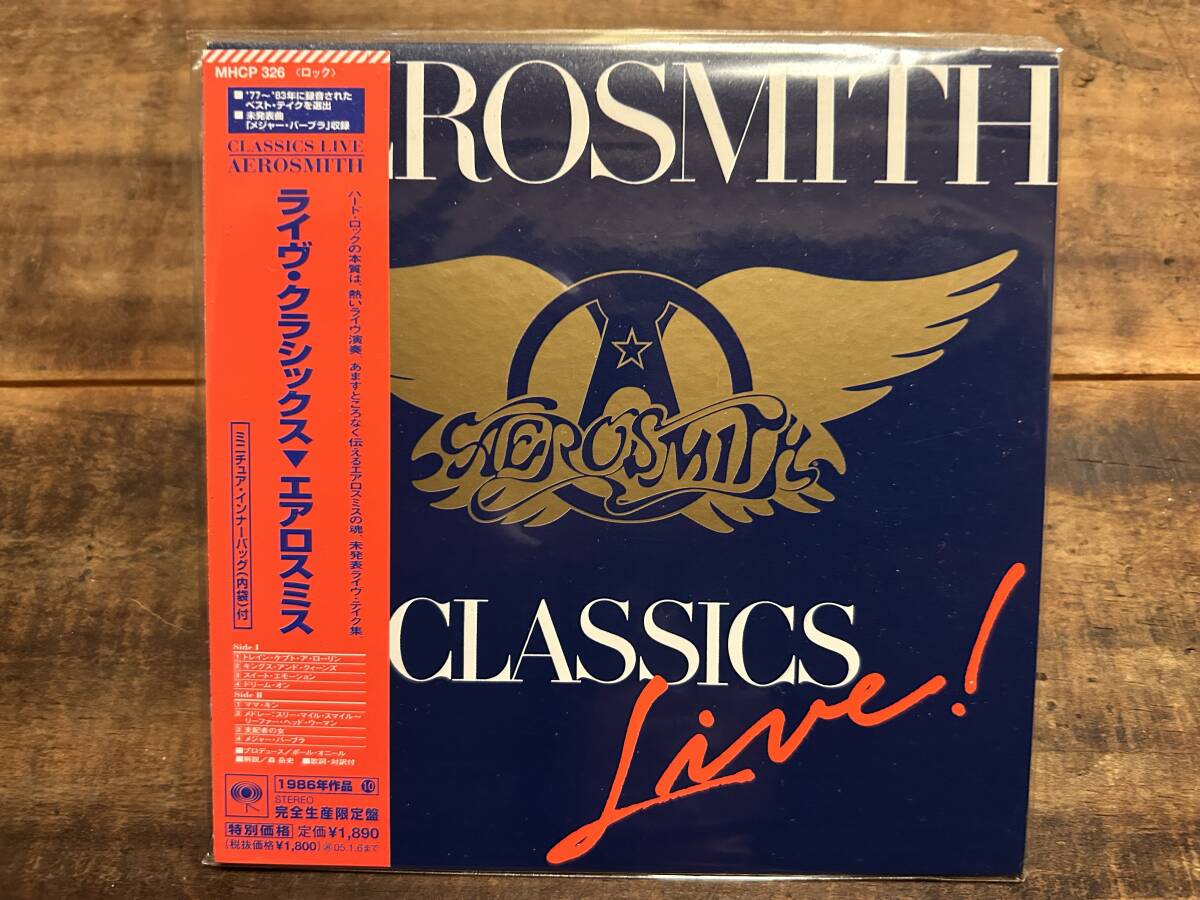 MHCP 326 〈ロック〉
■ '77〜'83年に録音された
ベスト・テイクを選出
■ 未発表曲
「メジャー・バーブラ」収録
CLASSICS LIVE
AEROSMITH
ライヴ・クラシックス▼エアロスミス
ハート・ロックの本質は、熱いライヴ演奏、あますところなく伝えるエアロスミスの魂、未発表ライヴ・テイク集。
ミニチュア・インナーバッグ(内袋)付
Side I
1 トレイン・ケプト・ア・ローリン
2 キングス・アンド・クィーンズ
3 スイート・エモーション
4 ドリーム・オン
Side II
1 ママ・キン
2 メドレー:スリー・マイル・スマイル〜
リーファー・ヘッド・ウーマン
3 支配者の女
4 メジャー・バーブラ
■プロデュース/ポール・オニール
■解説/森 岳史 ■歌詞・対訳付
1986年作品 10
STEREO
完全生産限定盤
特別価格 定価¥1,890
(税抜価格¥1,800) 再05.1.6まで
EROSMITH
AEROSMITH
CLASSICS
Live!